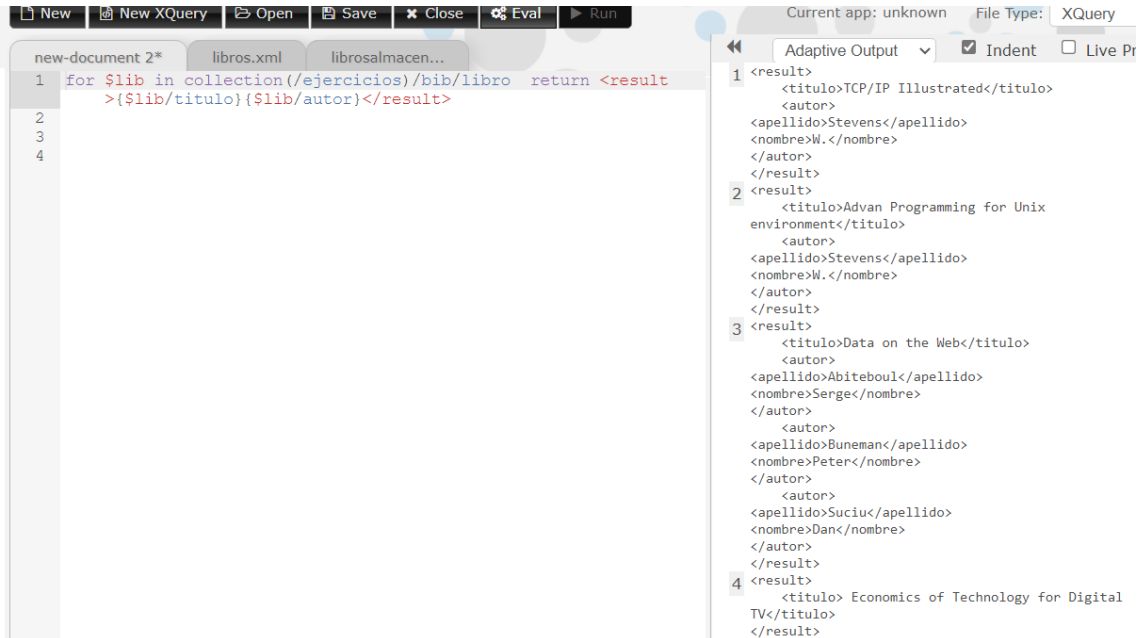 New New XQuery Open Save Close Eval Run
Current app: unknown File Type: XQuery
new-document 2* libros.xml librosalmacen...
Adaptive Output Indent Live Pr
1 for $lib in collection(/ejercicios)/bib/libro return <result
>{$lib/titulo}{$lib/autor}</result>
2
3
4
1 <result>
<titulo>TCP/IP Illustrated</titulo>
<autor>
<apellido>Stevens</apellido>
<nombre>W.</nombre>
</autor>
</result>
2 <result>
<titulo>Advan Programming for Unix
environment</titulo>
<autor>
<apellido>Stevens</apellido>
<nombre>W.</nombre>
</autor>
</result>
3 <result>
<titulo>Data on the Web</titulo>
<autor>
<apellido>Abiteboul</apellido>
<nombre>Serge</nombre>
</autor>
<autor>
<apellido>Buneman</apellido>
<nombre>Peter</nombre>
</autor>
<autor>
<apellido>Suciu</apellido>
<nombre>Dan</nombre>
</autor>
</result>
4 <result>
<titulo> Economics of Technology for Digital
TV</titulo>
</result>